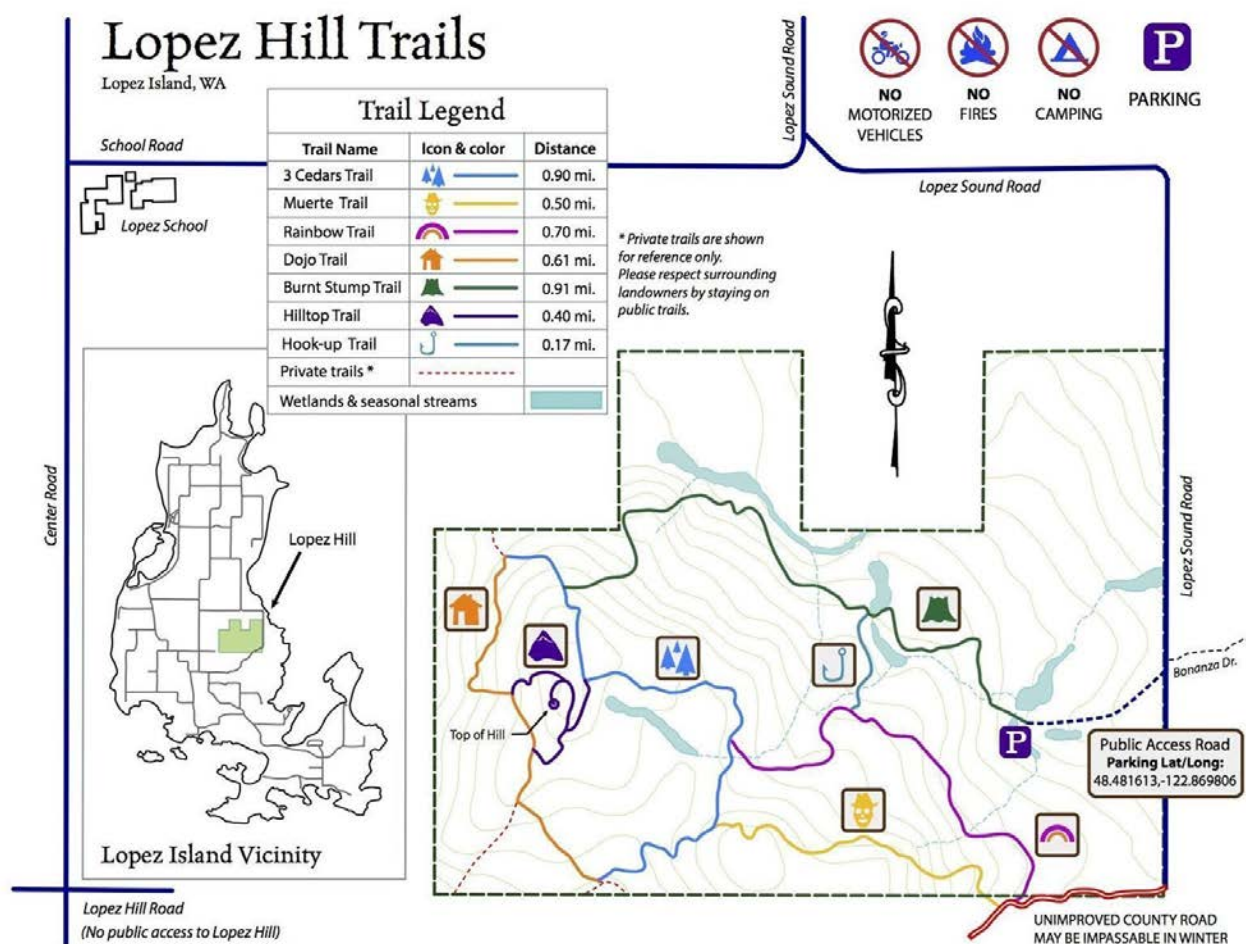 Lopez Hill Trails
Lopez Island, WA
School Road
Lopez School
Trail Legend
Trail Name Icon & color Distance
3 Cedars Trail 0.90 mi.
Muerte Trail 0.50 mi.
Rainbow Trail 0.70 mi.
Dojo Trail 0.61 mi.
Burnt Stump Trail 0.91 mi.
Hilltop Trail 0.40 mi.
Hook-up Trail 0.17 mi.
Private trails *
Wetlands & seasonal streams
* Private trails are shown
for reference only.
Please respect surrounding
landowners by staying on
public trails.
Lopez Sound Road
NO
MOTORIZED
VEHICLES
NO
FIRES
NO
CAMPING
P
PARKING
Lopez Sound Road
Center Road
Lopez Hill
Lopez Island Vicinity
Lopez Sound Road
Bonanza Dr.
Top of Hill
P
Public Access Road
Parking Lat/Long:
48.481613,-122.869806
Lopez Hill Road
(No public access to Lopez Hill)
UNIMPROVED COUNTY ROAD
MAY BE IMPASSABLE IN WINTER